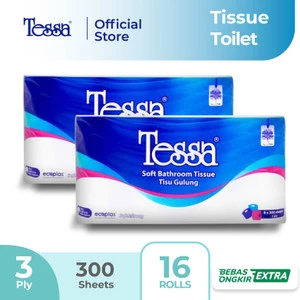 Tessa
Official
Store
Tissue
Toilet
Tessa
Tessa
Soft Bathroom Tissue
Tisu Gulung
3
Ply
300
Sheets
16
ROLLS
BEBAS
ONGKIR
EXTRA